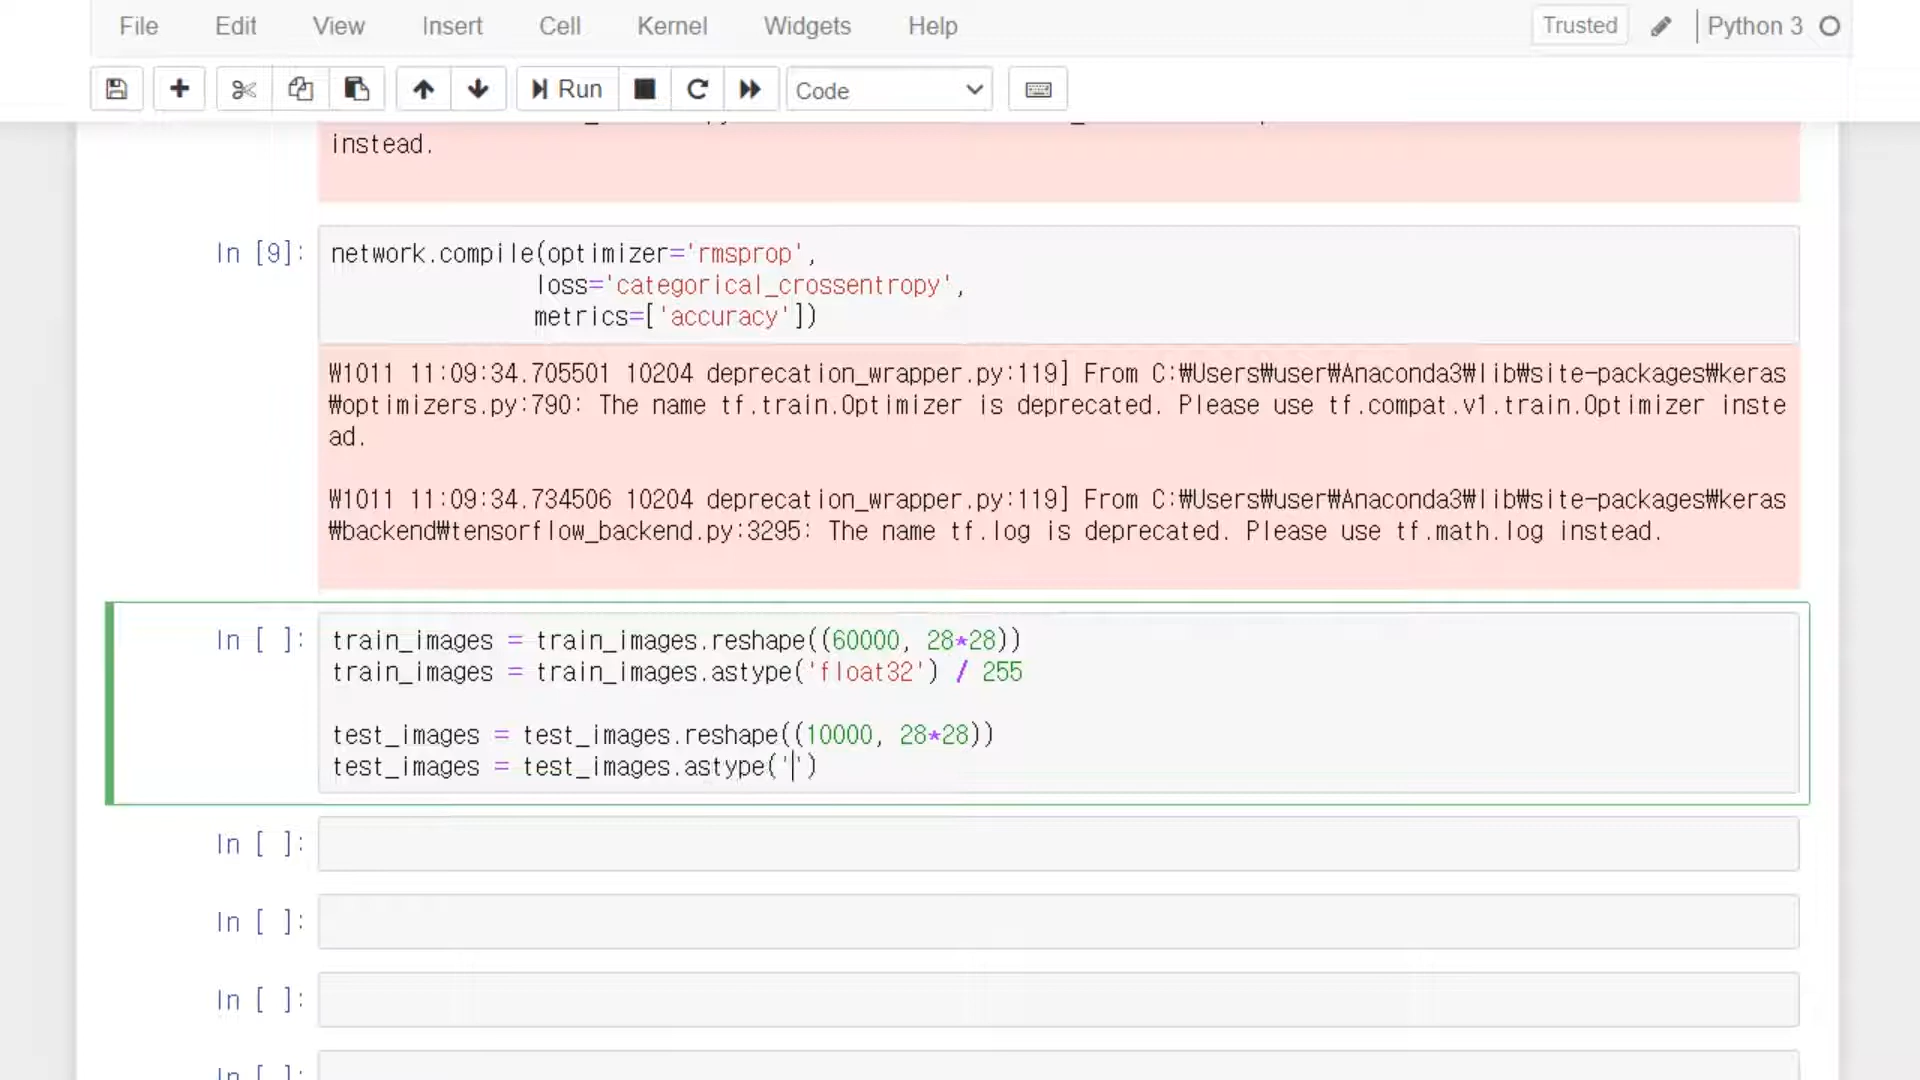 File Edit View Insert Cell Kernel Widgets Help Trusted Python 3
Run Code
instead.
In [9]: network.compile(optimizer='rmsprop',
loss='categorical_crossentropy',
metrics=['accuracy'])
W1011 11:09:34.705501 10204 deprecation_wrapper.py:119] From C:₩Users₩user₩Anaconda3₩lib₩site-packages₩keras
₩optimizers.py:790: The name tf.train.Optimizer is deprecated. Please use tf.compat.v1.train.Optimizer inste
ad.
W1011 11:09:34.734506 10204 deprecation_wrapper.py:119] From C:₩Users₩user₩Anaconda3₩lib₩site-packages₩keras
₩backend₩tensorflow_backend.py:3295: The name tf.log is deprecated. Please use tf.math.log instead.
In [ ]: train_images = train_images.reshape((60000, 28*28))
train_images = train_images.astype('float32') / 255
test_images = test_images.reshape((10000, 28*28))
test_images = test_images.astype('')
In [ ]:
In [ ]:
In [ ]:
In [ ]: